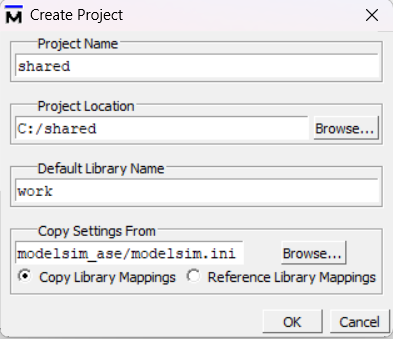 Create Project
Project Name
shared
Project Location
C:/shared
Browse...
Default Library Name
work
Copy Settings From
modelsim_ase/modelsim.ini
Browse...
Copy Library Mappings
Reference Library Mappings
OK
Cancel